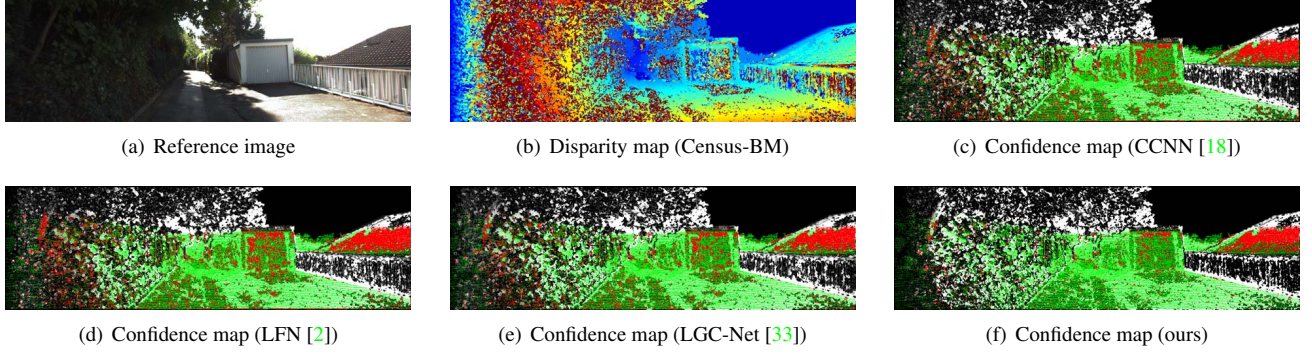 (a) Reference image
(b) Disparity map (Census-BM)
(c) Confidence map (CCNN [18])
(d) Confidence map (LFN [2])
(e) Confidence map (LGC-Net [33])
(f) Confidence map (ours)